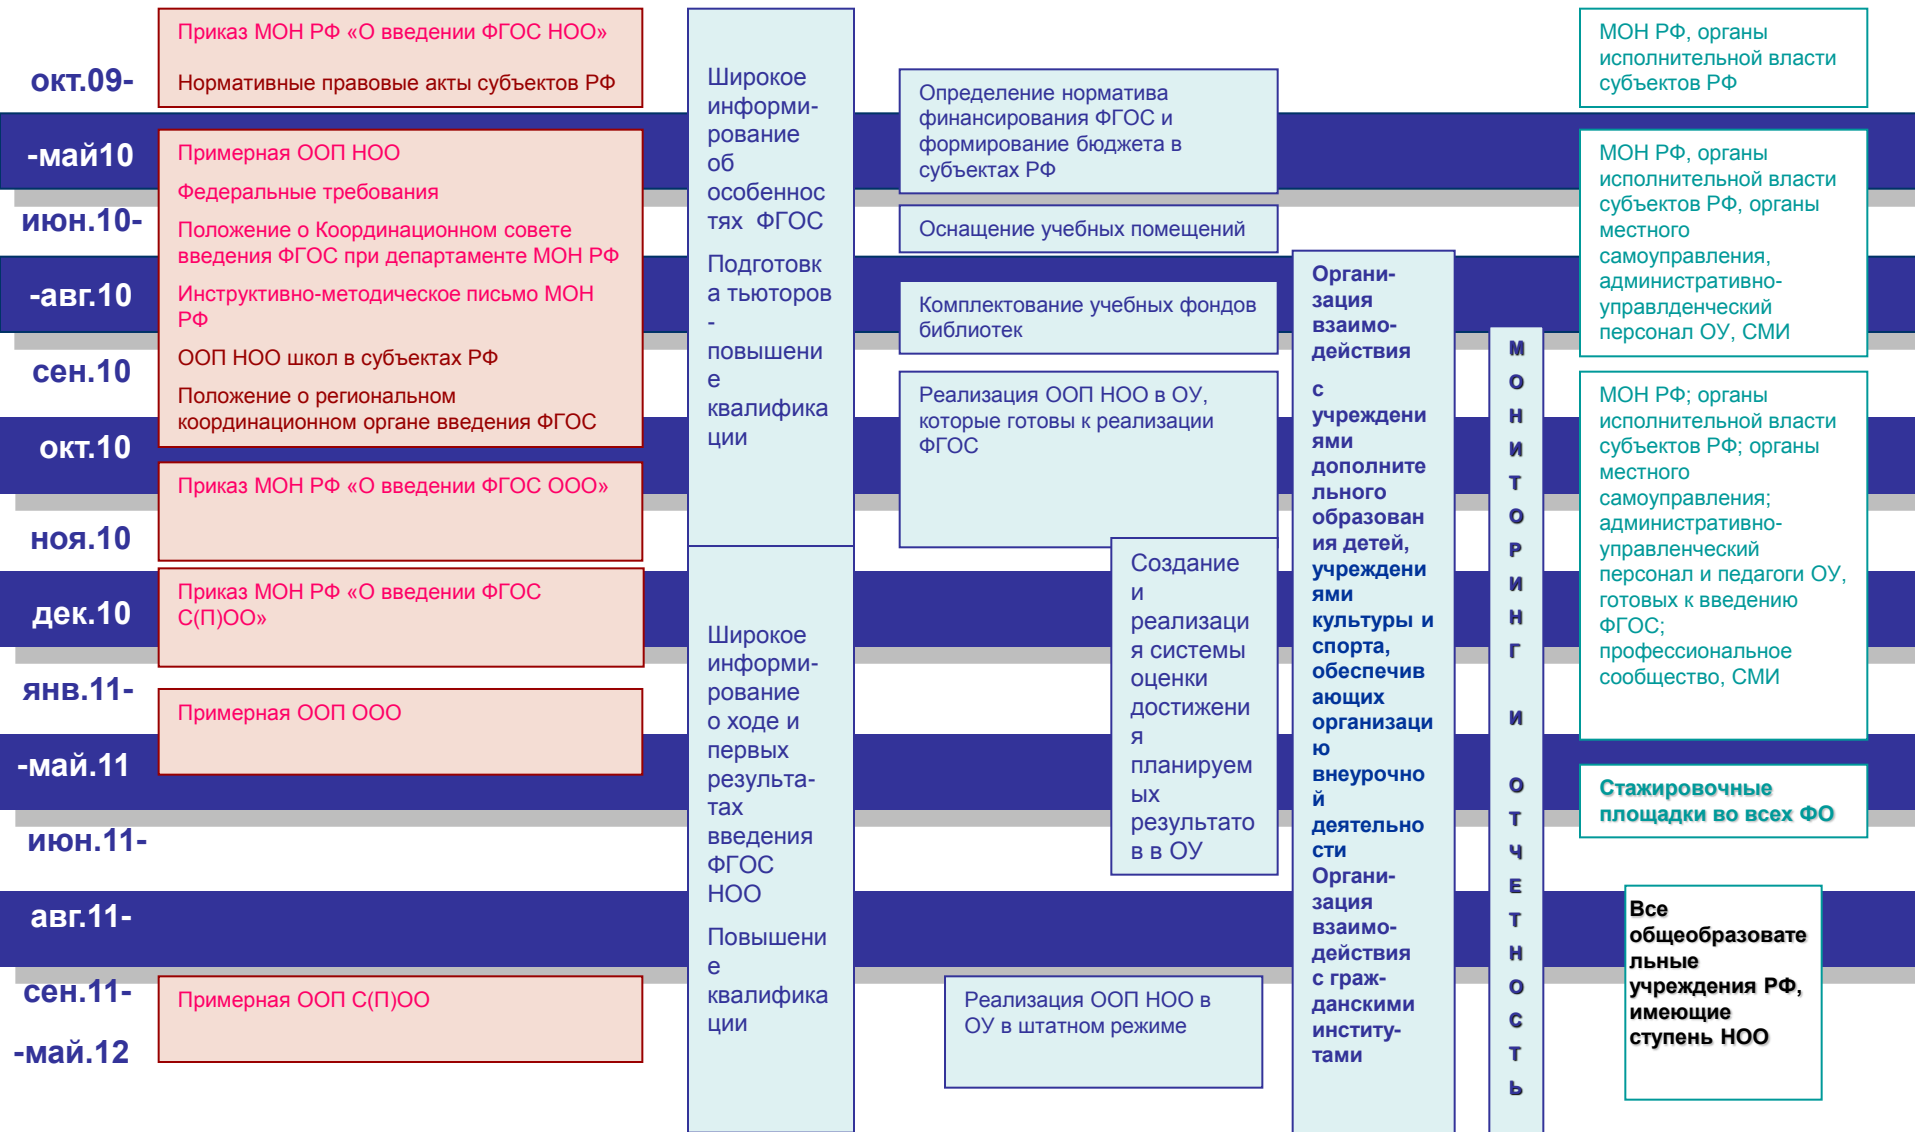 окт.09-
-май10
июн.10-
-авг.10
сен.10
окт.10
ноя.10
дек.10
янв.11-
-май.11
июн.11-
авг.11-
сен.11-
-май.12
Приказ МОН РФ «О введении ФГОС НОО»
Нормативные правовые акты субъектов РФ
Примерная ООП НОО
Федеральные требования
Положение о Координационном совете
введения ФГОС при департаменте МОН РФ
Инструктивно-методическое письмо МОН
РФ
ООП НОО школ в субъектах РФ
Положение о региональном
координационном органе введения ФГОС
Приказ МОН РФ «О введении ФГОС ООО»
Приказ МОН РФ «О введении ФГОС
С(П)ОО»
Примерная ООП ООО
Примерная ООП С(П)ОО
Широкое
информи-
рование
об
особеннос
тях ФГОС
Подготовк
а тьюторов
-
повышени
е
квалифика
ции
Широкое
информи-
рование
о ходе и
первых
результа-
тах
введения
ФГОС
НОО
Повышени
е
квалифика
ции
Определение норматива
финансирования ФГОС и
формирование бюджета в
субъектах РФ
Оснащение учебных помещений
Комплектование учебных фондов
библиотек
Реализация ООП НОО в ОУ,
которые готовы к реализации
ФГОС
Создание
и
реализаци
я системы
оценки
достижени
я
планируем
ых
результато
в в ОУ
Реализация ООП НОО в
ОУ в штатном режиме
Органи-
зация
взаимо-
действия
с
учреждени
ями
дополните
льного
образован
ия детей,
учреждени
ями
культуры и
спорта,
обеспечив
ающих
организаци
ю
внеурочно
й
деятельно
сти
Органи-
зация
взаимо-
действия
с граж-
данскими
институ-
тами
М
О
Н
И
Т
О
Р
И
Н
Г
И
О
Т
Ч
Е
Т
Н
О
С
Т
Ь
МОН РФ, органы
исполнительной власти
субъектов РФ
МОН РФ, органы
исполнительной власти
субъектов РФ, органы
местного
самоуправления,
административно-
управлденческий
персонал ОУ, СМИ
МОН РФ; органы
исполнительной власти
субъектов РФ; органы
местного
самоуправления;
административно-
управленческий
персонал и педагоги ОУ,
готовых к введению
ФГОС;
профессиональное
сообщество, СМИ
Стажировочные
площадки во всех ФО
Все
общеобразовате
льные
учреждения РФ,
имеющие
ступень НОО